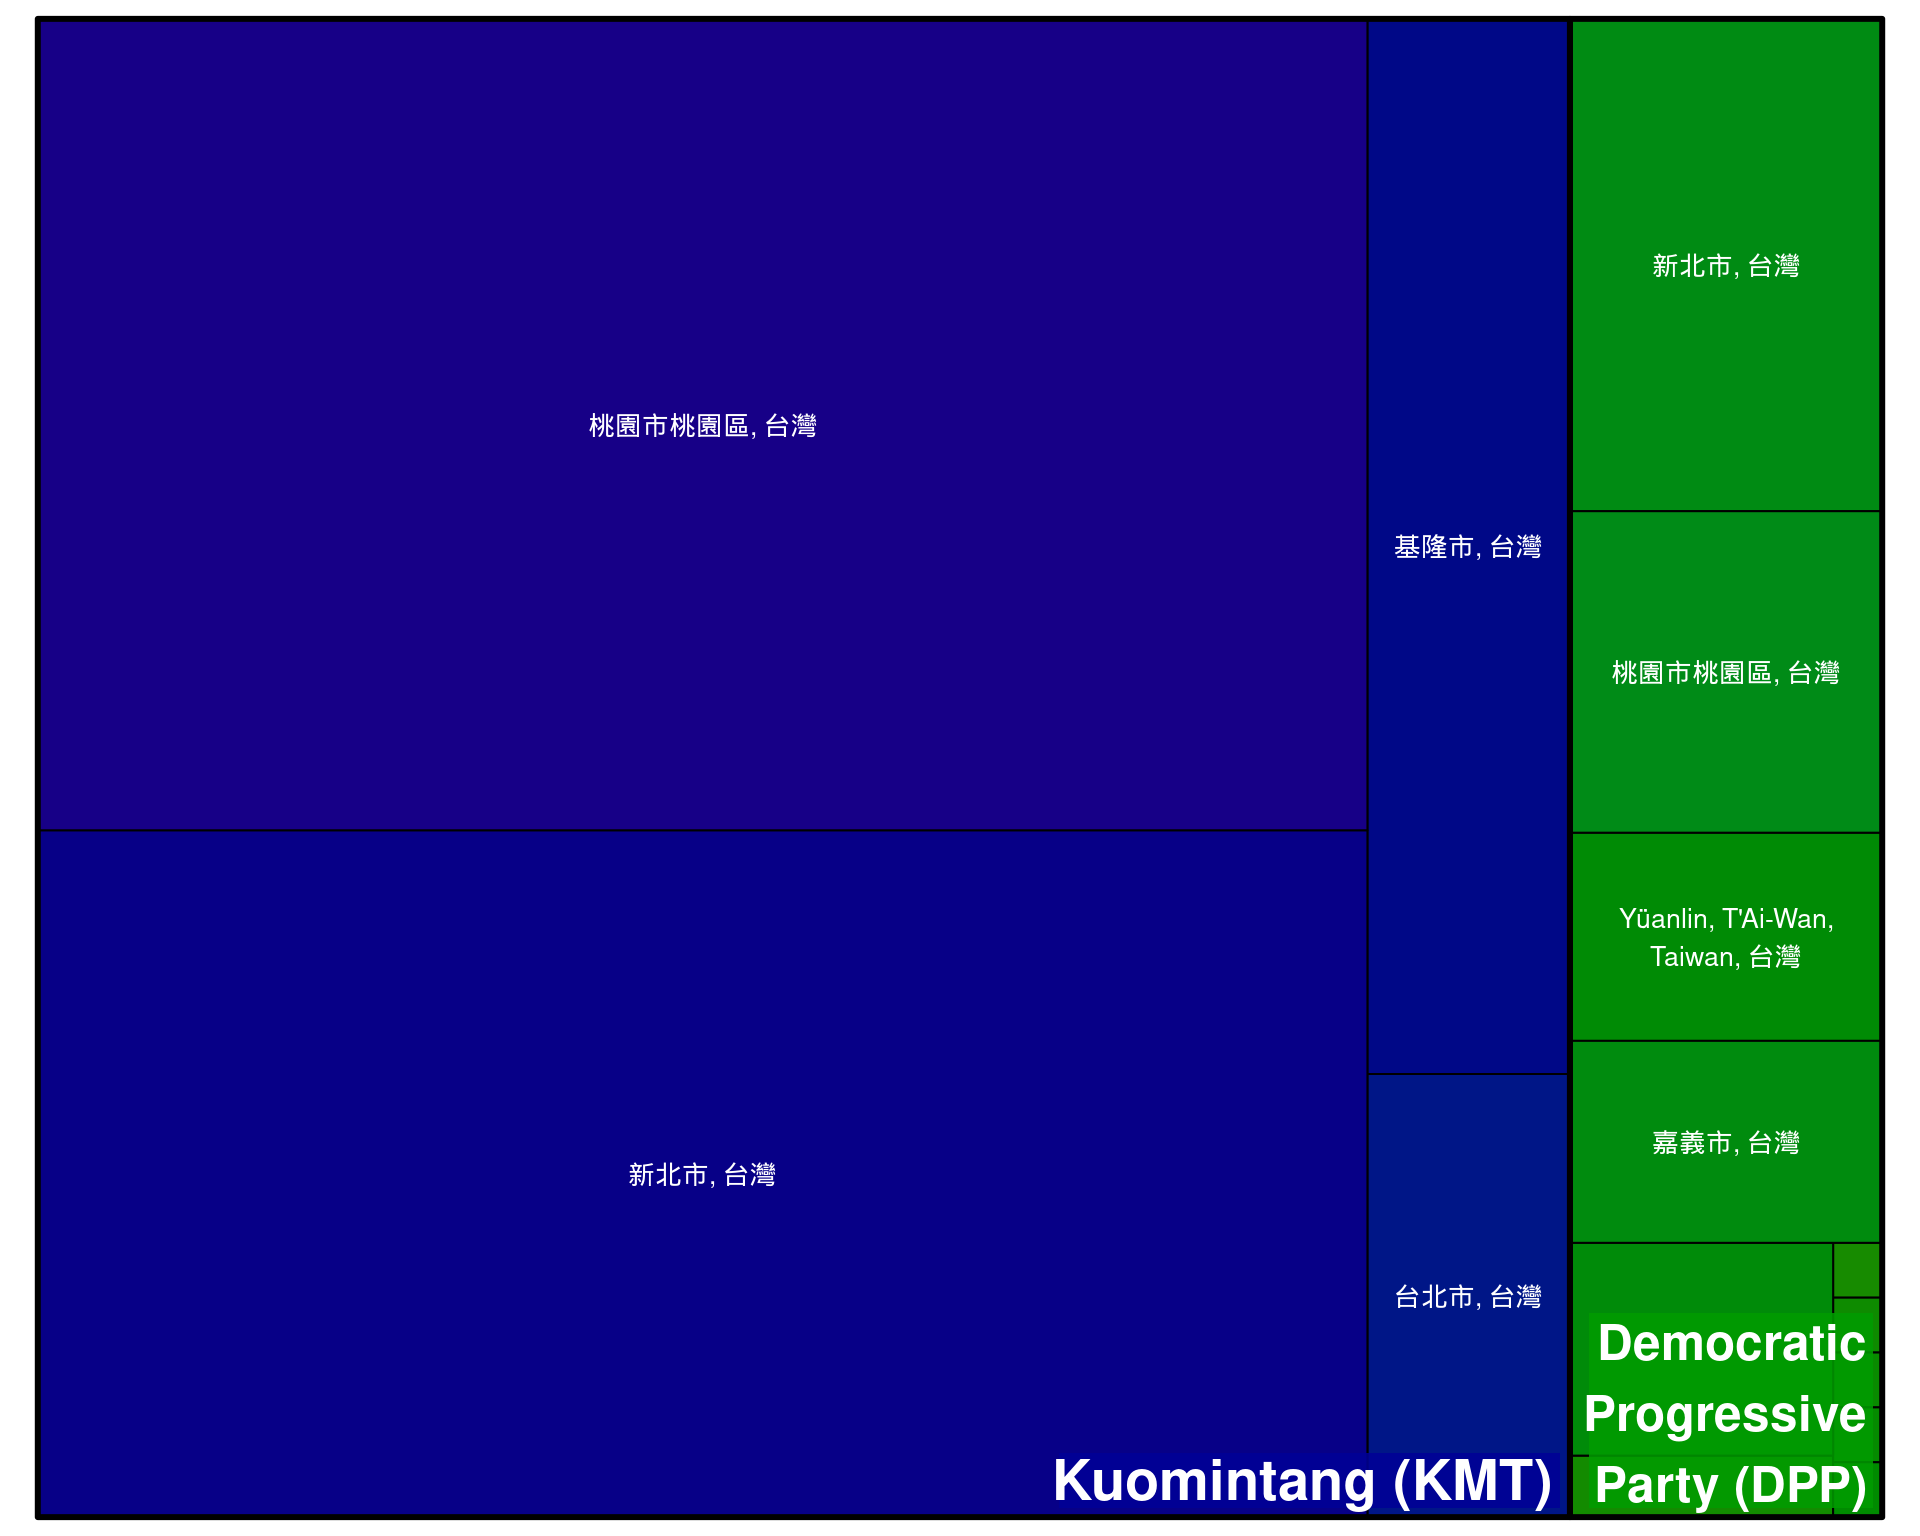 桃園市桃園區, 台灣
新北市, 台灣
基隆市, 台灣
台北市, 台灣
Kuomintang (KMT)
新北市, 台灣
桃園市桃園區, 台灣
Yüanlin, T'Ai-Wan,
Taiwan, 台灣
嘉義市, 台灣
Democratic
Progressive
Party (DPP)